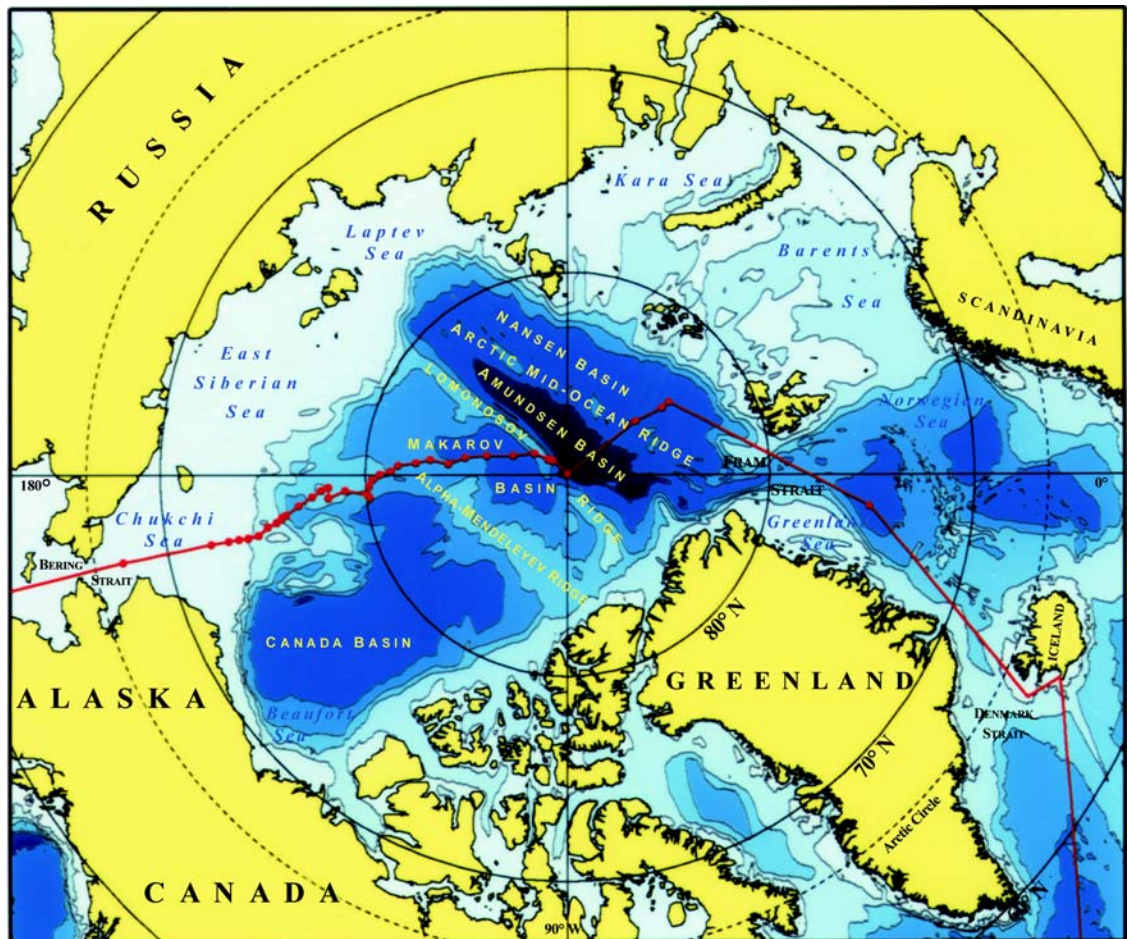 RUSSIA
Kara Sea
Laptev
Sea
Barents
Sea
SCANDINAVIA
East
Siberian
Sea
NANSEN BASIN
ARCTIC MID-OCEAN RIDGE
AMUNDSEN BASIN
LOMONOSOV
RIDGE
Norwegian
Sea
MAKAROV
BASIN
FRAM
STRAIT
180°
0°
ALPHA-MENDELEYEV RIDGE
Chukchi
Sea
Greenland
Sea
BERING
STRAIT
80° N
ICELAND
CANADA BASIN
GREENLAND
ALASKA
Beaufort
Sea
DENMARK
STRAIT
70° N
Arctic Circle
CANADA
N
90° W